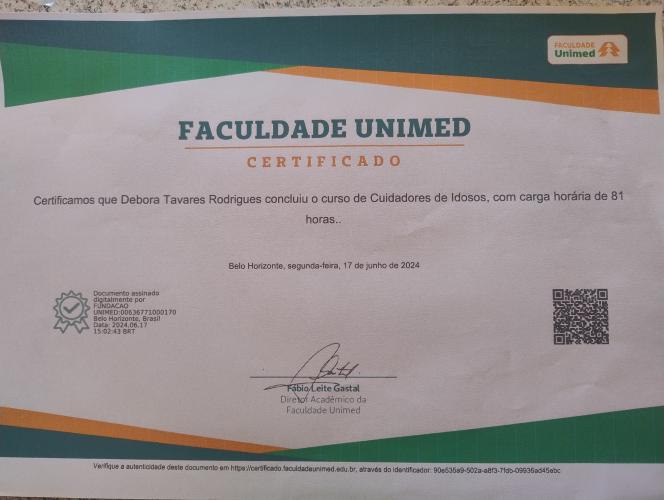 FACULDADE
Unimed
FACULDADE UNIMED
CERTIFICADO
Certificamos que Debora Tavares Rodrigues concluiu o curso de Cuidadores de Idosos, com carga horária de 81
horas..
Belo Horizonte, segunda-feira, 17 de junho de 2024
Documento assinado
digitalmente por
FUNDACAO
UNIMED:00636771000170
Belo Horizonte, Brasil
Data: 2024.06.17
15:02:43 BRT
Fábio Leite Gastal
Diretor Acadêmico da
Faculdade Unimed
Verifique a autenticidade deste documento em https://certificado.faculdadeunimed.edu.br, através do identificador: 90e535a9-502a-a8f3-7fdb-09936ad45ebc